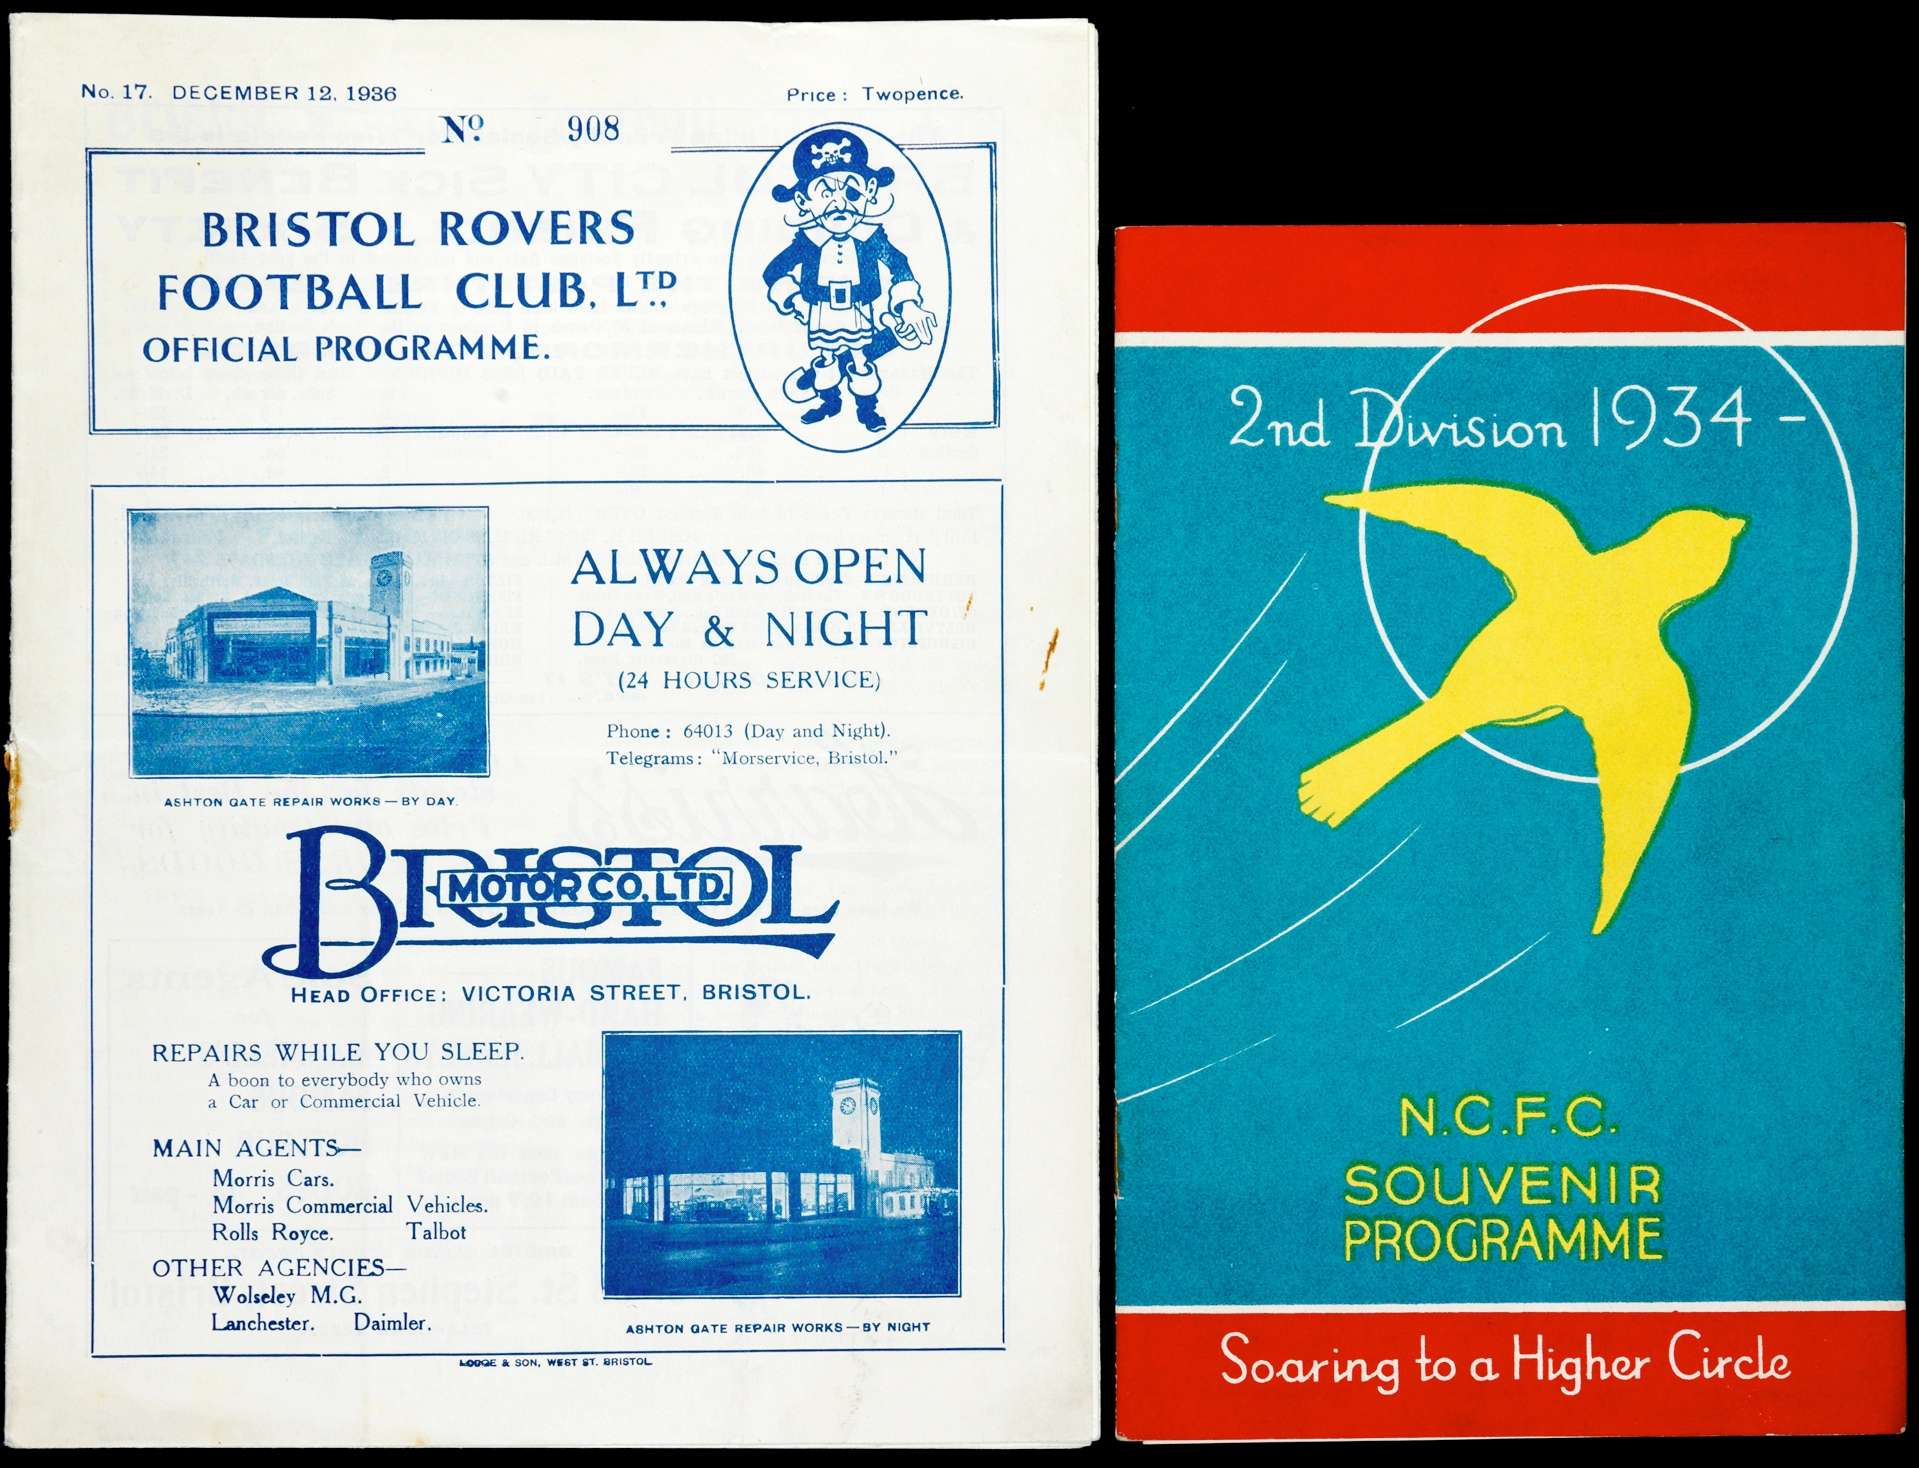 No. 17. DECEMBER 12, 1936
Price : Twopence.
No. 908
BRISTOL ROVERS
FOOTBALL CLUB, LTD.,
OFFICIAL PROGRAMME.
ALWAYS OPEN
DAY & NIGHT
(24 HOURS SERVICE)
Phone : 64013 (Day and Night).
Telegrams : "Morservice, Bristol."
ASHTON GATE REPAIR WORKS — BY DAY.
BRISTOL
MOTOR CO. LTD.
HEAD OFFICE: VICTORIA STREET, BRISTOL.
REPAIRS WHILE YOU SLEEP.
A boon to everybody who owns
a Car or Commercial Vehicle.
MAIN AGENTS—
Morris Cars.
Morris Commercial Vehicles.
Rolls Royce. Talbot
OTHER AGENCIES—
Wolseley M.G.
Lanchester. Daimler.
ASHTON GATE REPAIR WORKS — BY NIGHT
LODGE & SON, WEST ST. BRISTOL
2nd Division 1934 -
N.C.F.C.
SOUVENIR
PROGRAMME
Soaring to a Higher Circle